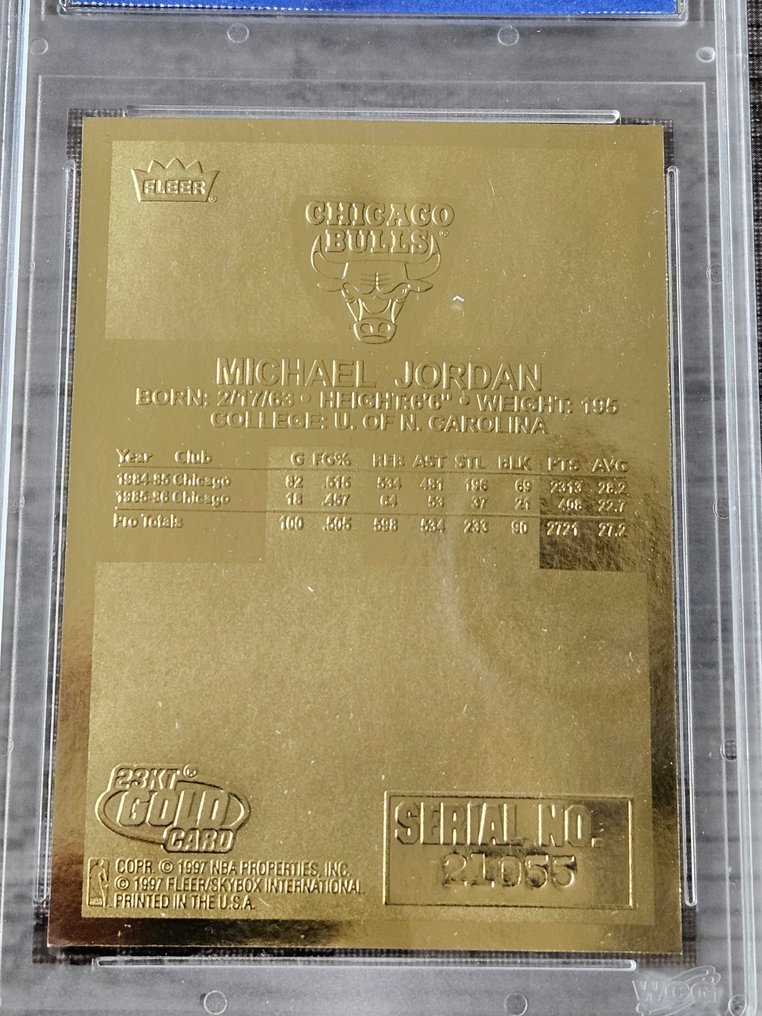 FLEER
CHICAGO
BULLS
MICHAEL JORDAN
BORN: 2/17/63 • HEIGHT: 6'6" • WEIGHT: 195
COLLEGE: U. OF N. CAROLINA
Year Club G FG% REB AST STL BLK PTS AVG
1984-85 Chicago 82 .515 534 481 196 69 2313 28.2
1985-86 Chicago 18 .457 64 53 37 21 408 22.7
Pro Totals 100 .505 598 534 233 90 2721 27.2
23KT®
GOLD
CARD
SERIAL NO.
21055
COPR. © 1997 NBA PROPERTIES, INC.
© 1997 FLEER/SKYBOX INTERNATIONAL
PRINTED IN THE U.S.A.
WCG